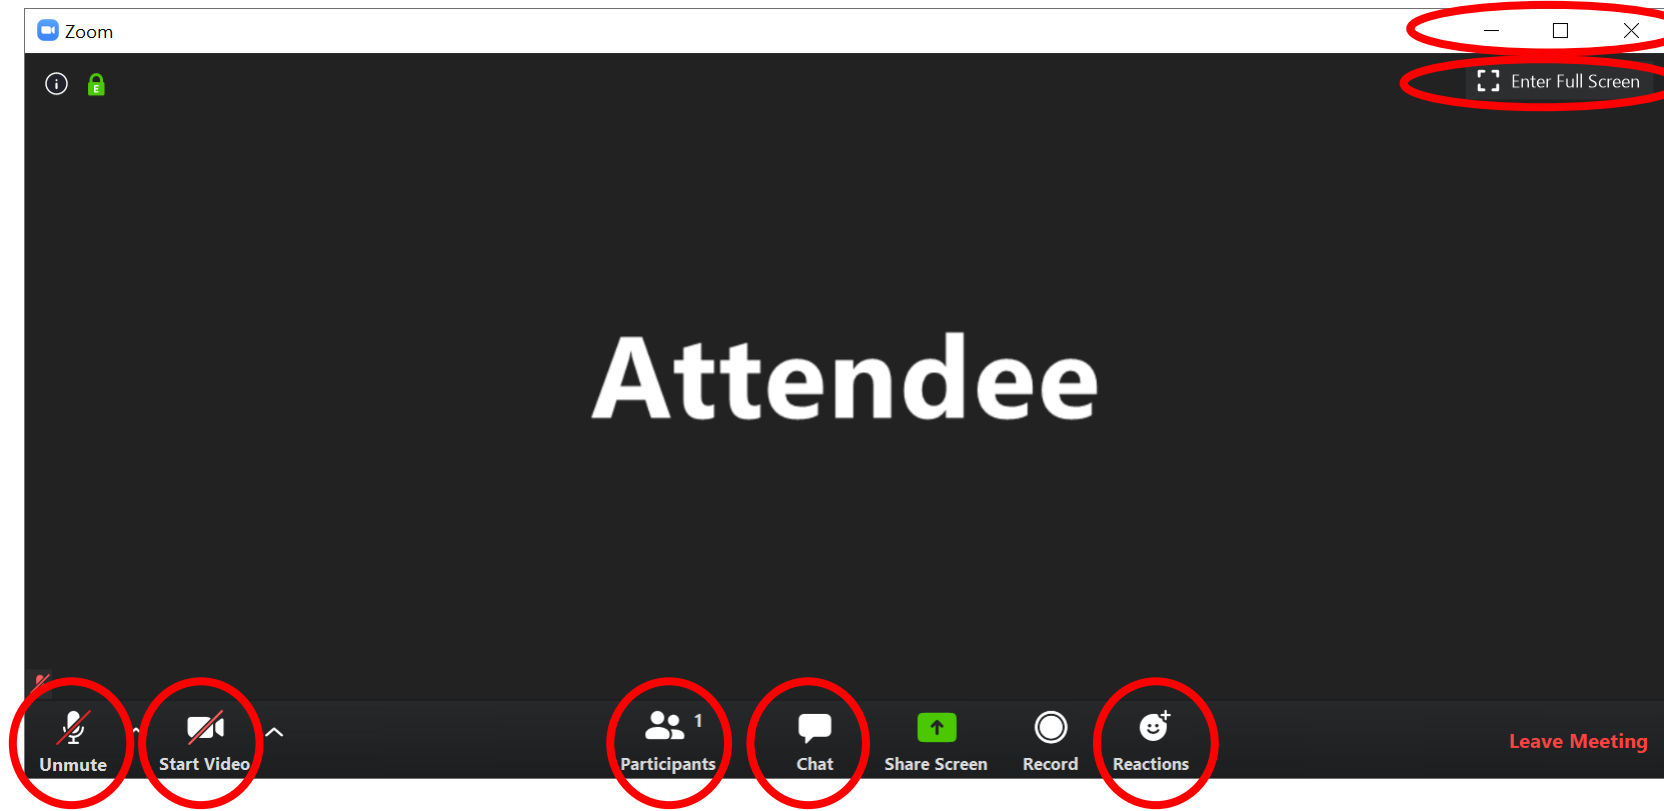 Zoom
Enter Full Screen
E
Attendee
1
Unmute
Start Video
Participants
Chat
Share Screen
Record
Reactions
Leave Meeting